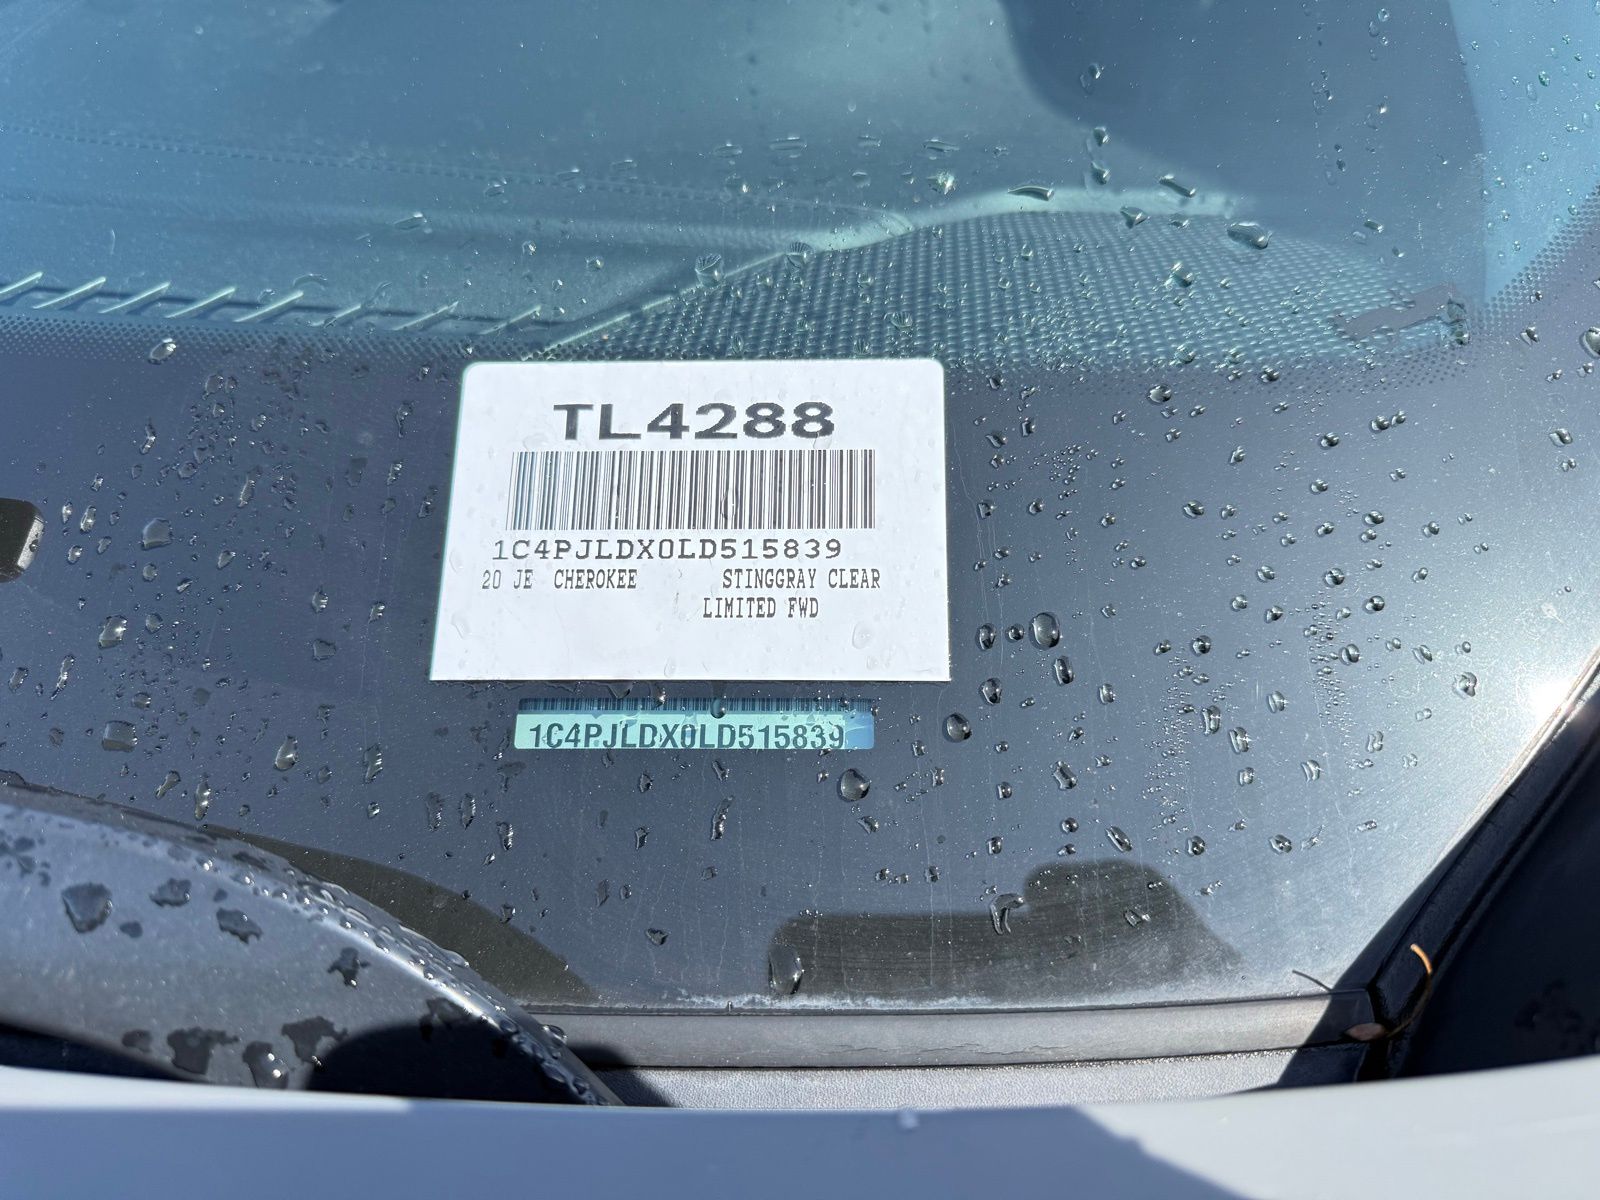 TL4288
1C4PJLDX0LD515839
20 JE CHEROKEE STINGGRAY CLEAR
LIMITED FWD
1C4PJLDX0LD515839